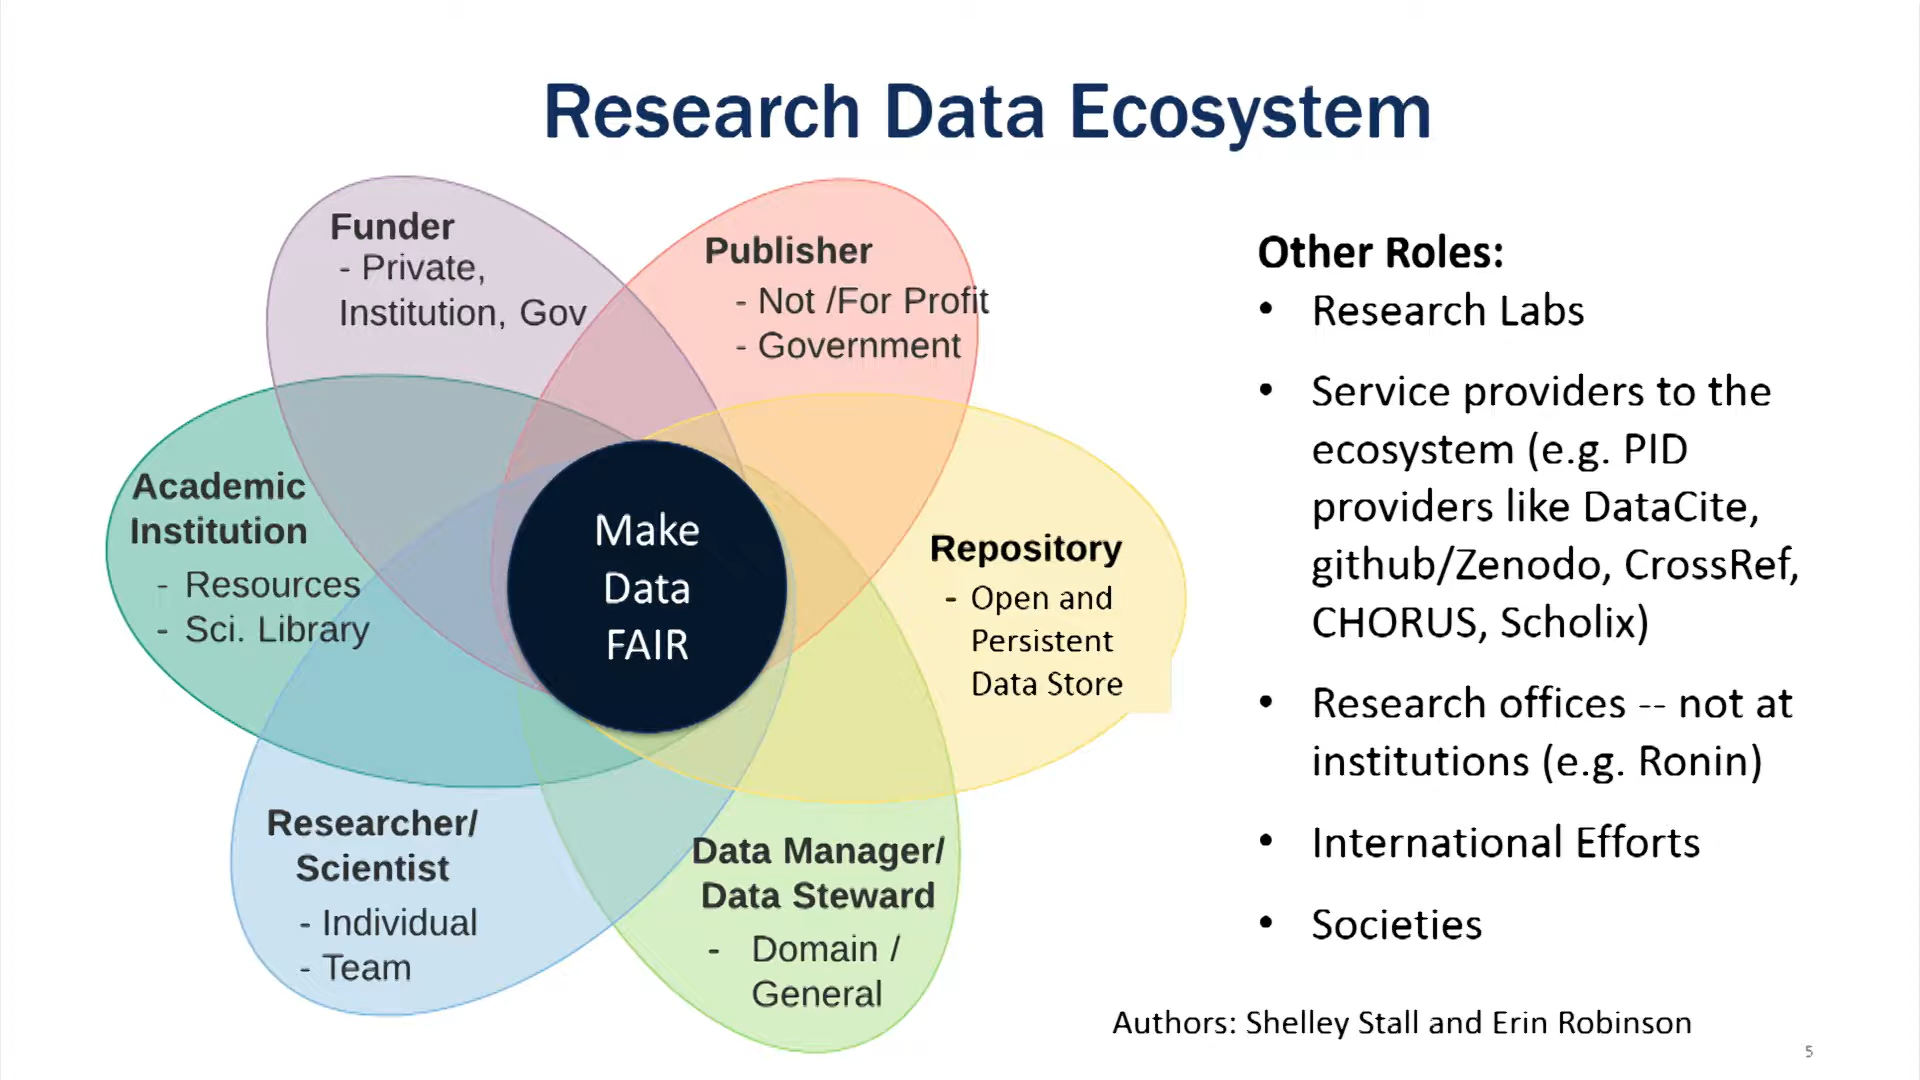 Research Data Ecosystem
Funder
- Private,
Institution, Gov
Publisher
- Not /For Profit
- Government
Academic
Institution
- Resources
- Sci. Library
Make
Data
FAIR
Repository
- Open and
Persistent
Data Store
Researcher/
Scientist
- Individual
- Team
Data Manager/
Data Steward
- Domain /
General
Other Roles:
• Research Labs
• Service providers to the
ecosystem (e.g. PID
providers like DataCite,
github/Zenodo, CrossRef,
CHORUS, Scholix)
• Research offices -- not at
institutions (e.g. Ronin)
• International Efforts
• Societies
Authors: Shelley Stall and Erin Robinson
5